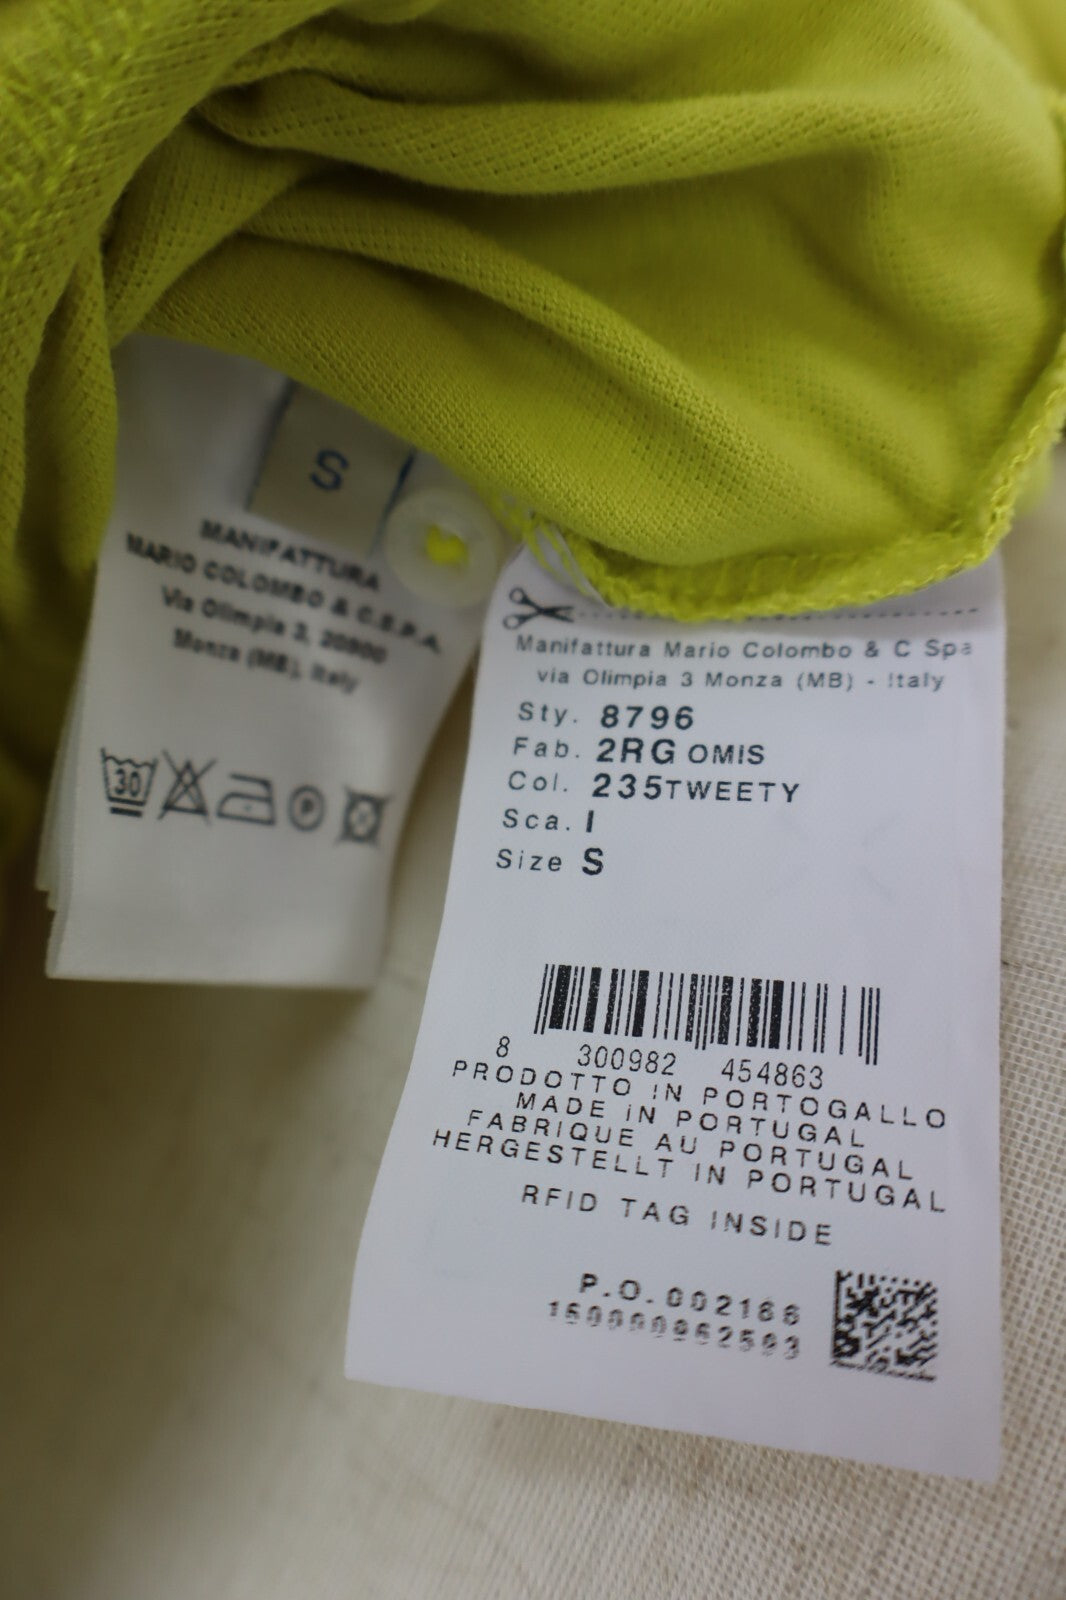 S
MANIFATTURA
MARIO COLOMBO & C.S.P.A.
Via Olimpia 3, 20900
Monza (MB), Italy
30
P
Manifattura Mario Colombo & C Spa
via Olimpia 3 Monza (MB) - Italy
Sty. 8796
Fab. 2RG OMIS
Col. 235TWEETY
Sca. I
Size S
8 300982 454863
PRODOTTO IN PORTOGALLO
MADE IN PORTUGAL
FABRIQUE AU PORTUGAL
HERGESTELLT IN PORTUGAL
RFID TAG INSIDE
P.O. 002166